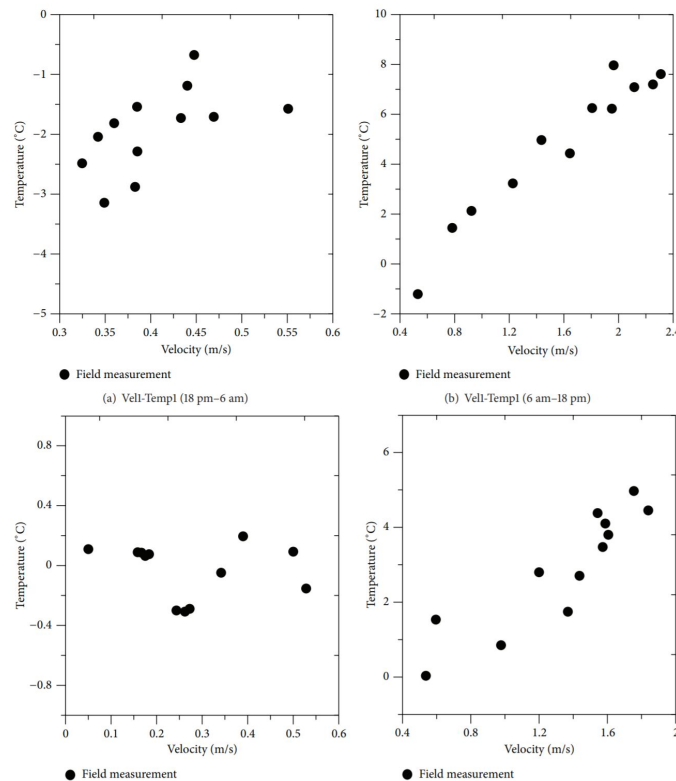 0
−1
−2
−3
−4
−5
Temperature (°C)
0.3 0.35 0.4 0.45 0.5 0.55 0.6
Velocity (m/s)
Field measurement
(a) Vel1-Temp1 (18 pm–6 am)
10
8
6
4
2
0
−2
Temperature (°C)
0.4 0.8 1.2 1.6 2 2.4
Velocity (m/s)
Field measurement
(b) Vel1-Temp1 (6 am–18 pm)
0.8
0.4
0
−0.4
−0.8
Temperature (°C)
0 0.1 0.2 0.3 0.4 0.5 0.6
Velocity (m/s)
Field measurement
6
4
2
0
Temperature (°C)
0.4 0.8 1.2 1.6 2
Velocity (m/s)
Field measurement